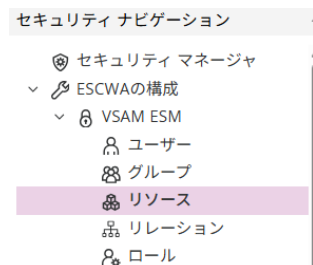 セキュリティ ナビゲーション
セキュリティ マネージャ
ESCWAの構成
VSAM ESM
ユーザー
グループ
リソース
リレーション
ロール